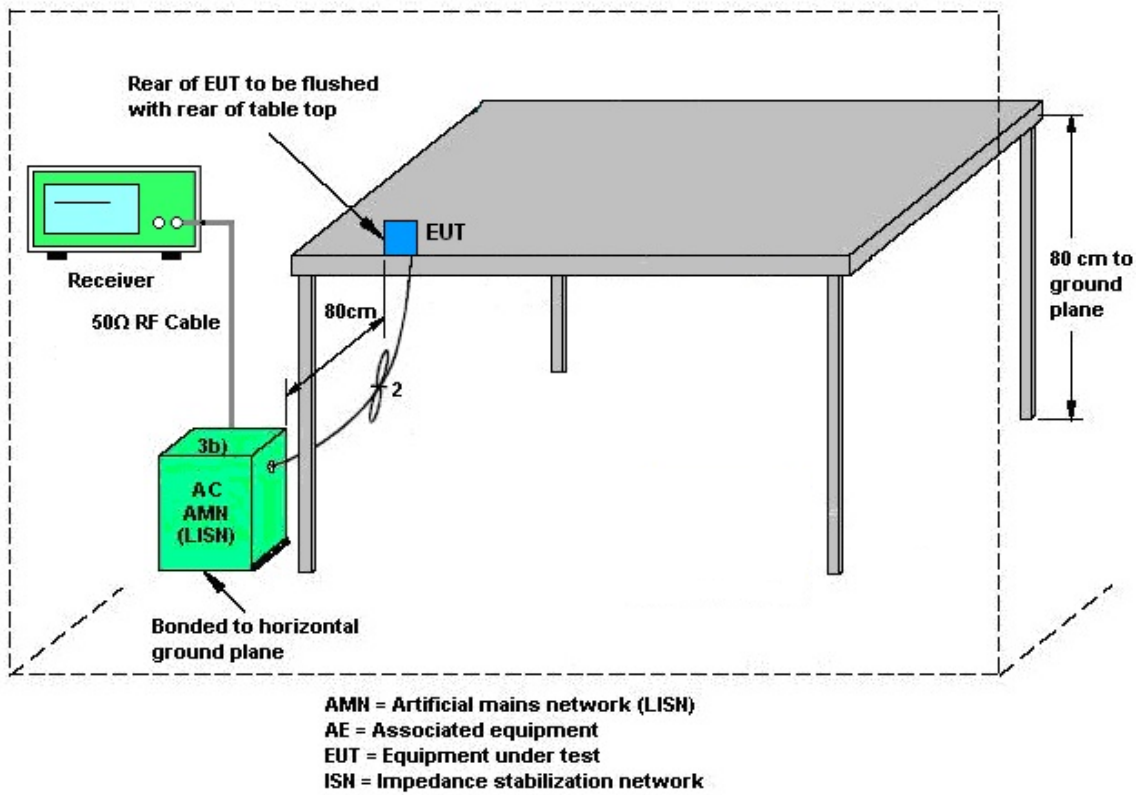 Rear of EUT to be flushed
with rear of table top
EUT
Receiver
50Ω RF Cable
80cm
80 cm to
ground
plane
2
3b)
AC
AMN
(LISN)
Bonded to horizontal
ground plane
AMN = Artificial mains network (LISN)
AE = Associated equipment
EUT = Equipment under test
ISN = Impedance stabilization network